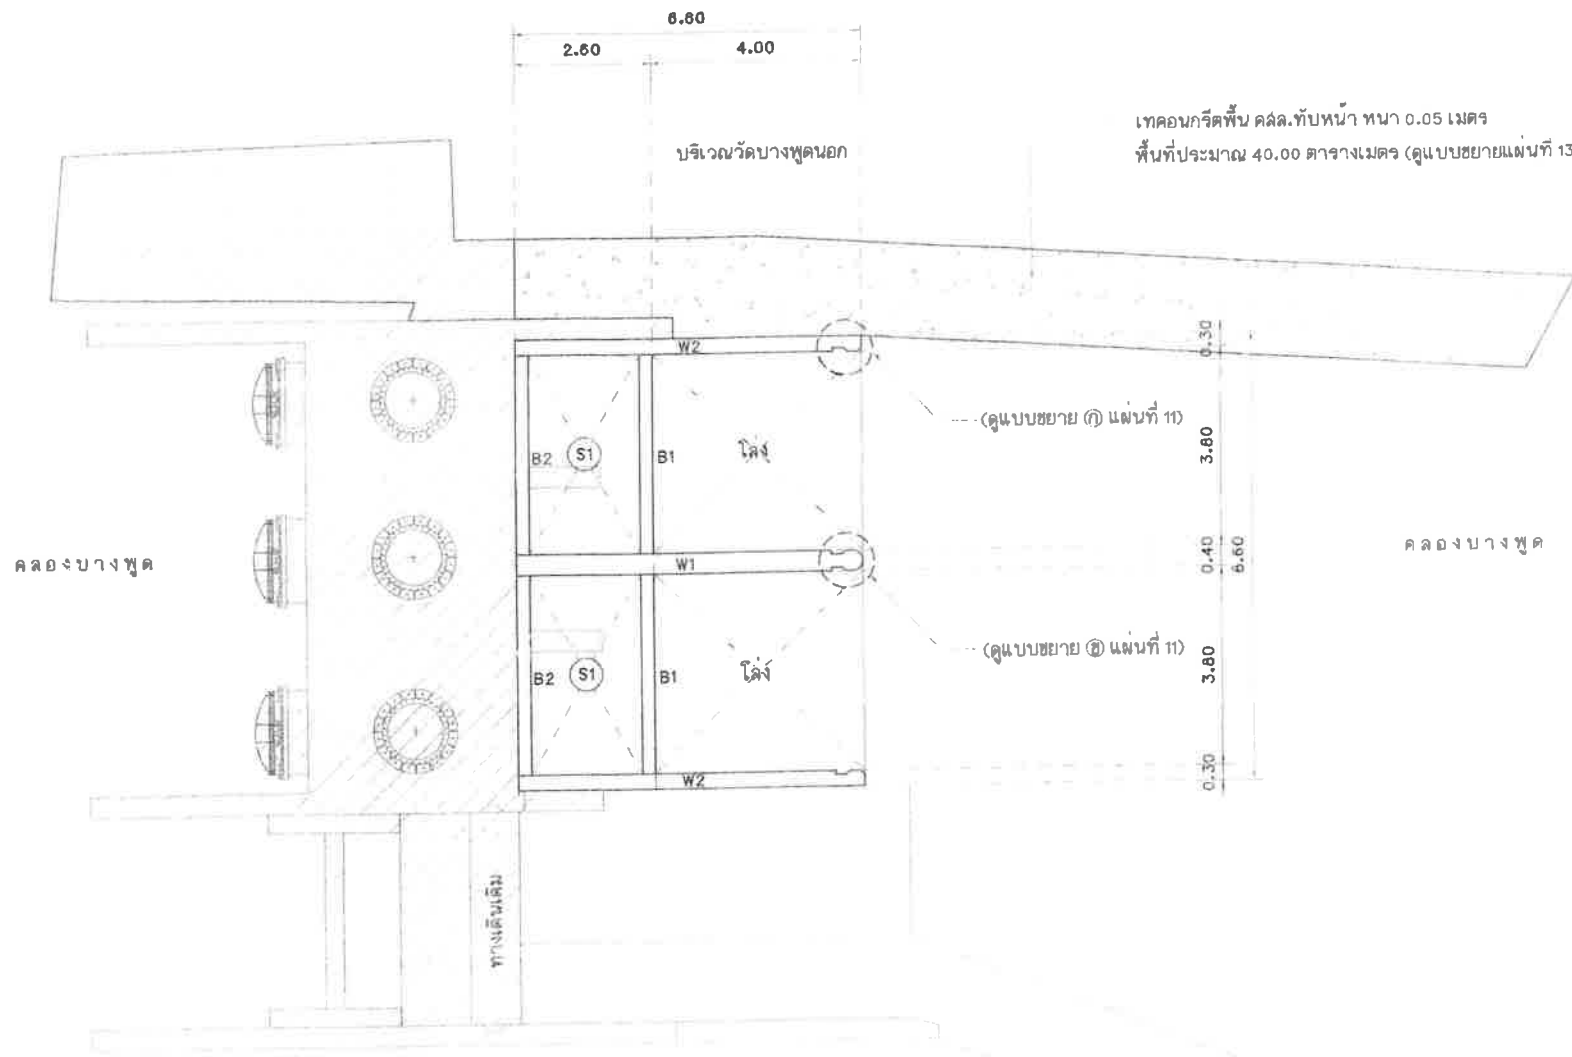 6.60
2.60
4.00
เทคอนกรีตพื้น คสล.ทับหน้า หนา 0.05 เมตร
พื้นที่ประมาณ 40.00 ตารางเมตร (ดูแบบขยายแผ่นที่ 13
บริเวณวัดบางพูดนอก
W2
0.30
(ดูแบบขยาย ก แผ่นที่ 11)
3.80
B2
S1
B1
โล่ง
คลองบางพูด
W1
0.40
6.60
คลองบางพูด
(ดูแบบขยาย ข แผ่นที่ 11)
3.80
B2
S1
B1
โล่ง
W2
0.30
ทางเดินเดิม